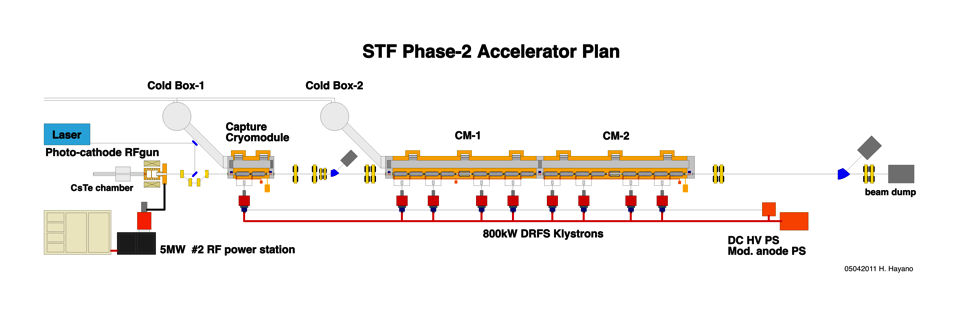 STF Phase-2 Accelerator Plan
Cold Box-1
Cold Box-2
Laser
Capture
Cryomodule
CM-1
CM-2
Photo-cathode RFgun
CsTe chamber
beam dump
800kW DRFS Klystrons
5MW #2 RF power station
DC HV PS
Mod. anode PS
05042011 H. Hayano